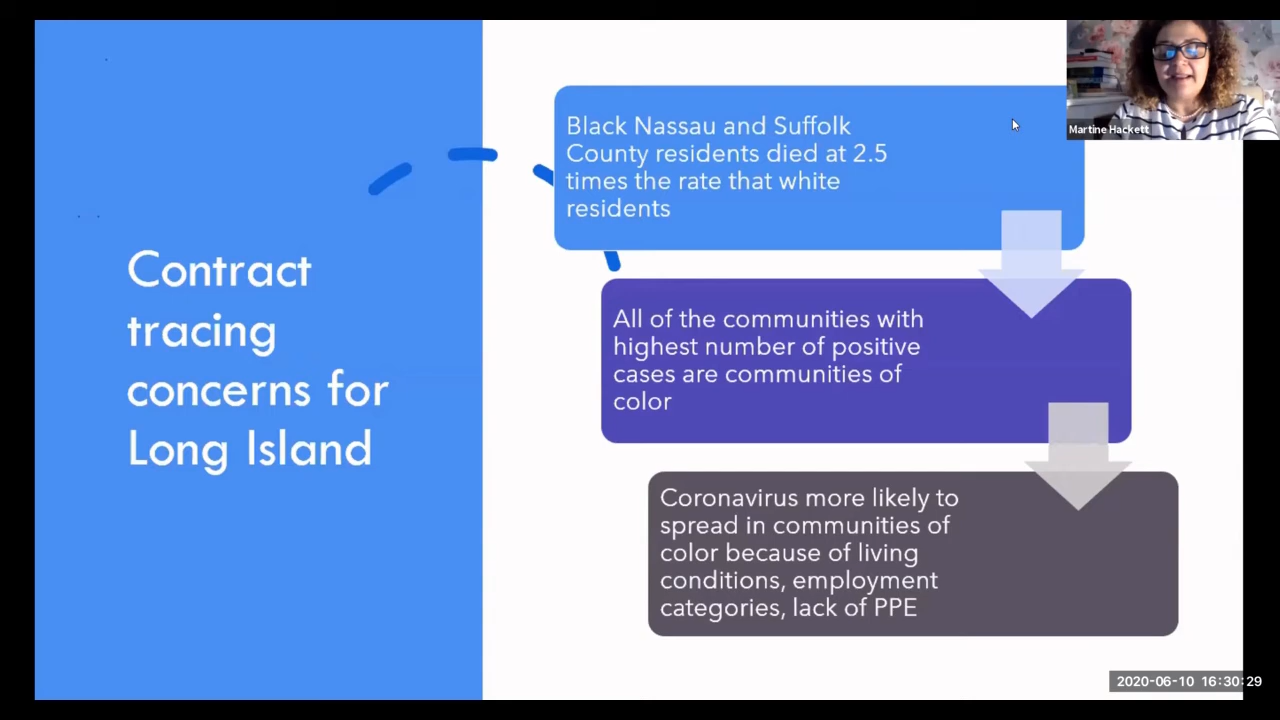 Contract
tracing
concerns for
Long Island
Black Nassau and Suffolk
County residents died at 2.5
times the rate that white
residents
All of the communities with
highest number of positive
cases are communities of
color
Coronavirus more likely to
spread in communities of
color because of living
conditions, employment
categories, lack of PPE
Martine Hackett
2020-06-10 16:30:29